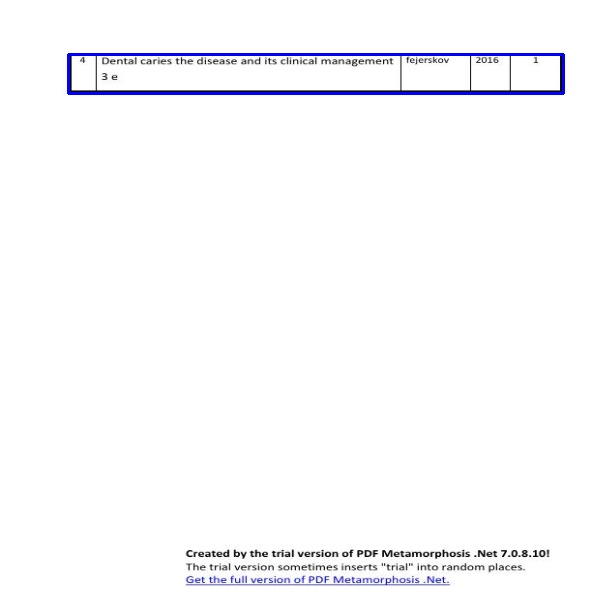 4 Dental caries the disease and its clinical management fejerskov 2016 1
3 e
Created by the trial version of PDF Metamorphosis .Net 7.0.8.10!
The trial version sometimes inserts "trial" into random places.
Get the full version of PDF Metamorphosis .Net.